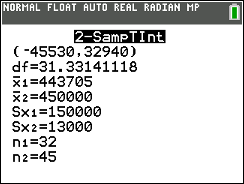 NORMAL FLOAT AUTO REAL RADIAN MP
2-SampTInt
(-45530,32940)
df=31.33141118
x̄1=443705
x̄2=450000
Sx1=150000
Sx2=13000
n1=32
n2=45